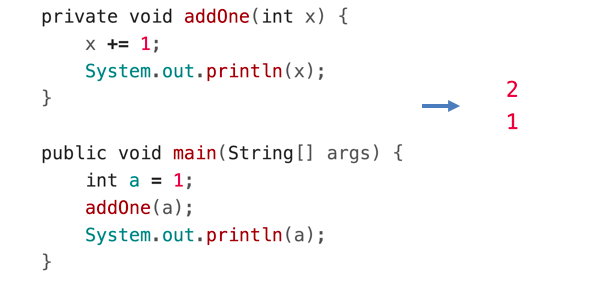 private void addOne(int x) {
    x += 1;
    System.out.println(x);
}
2
1
public void main(String[] args) {
    int a = 1;
    addOne(a);
    System.out.println(a);
}